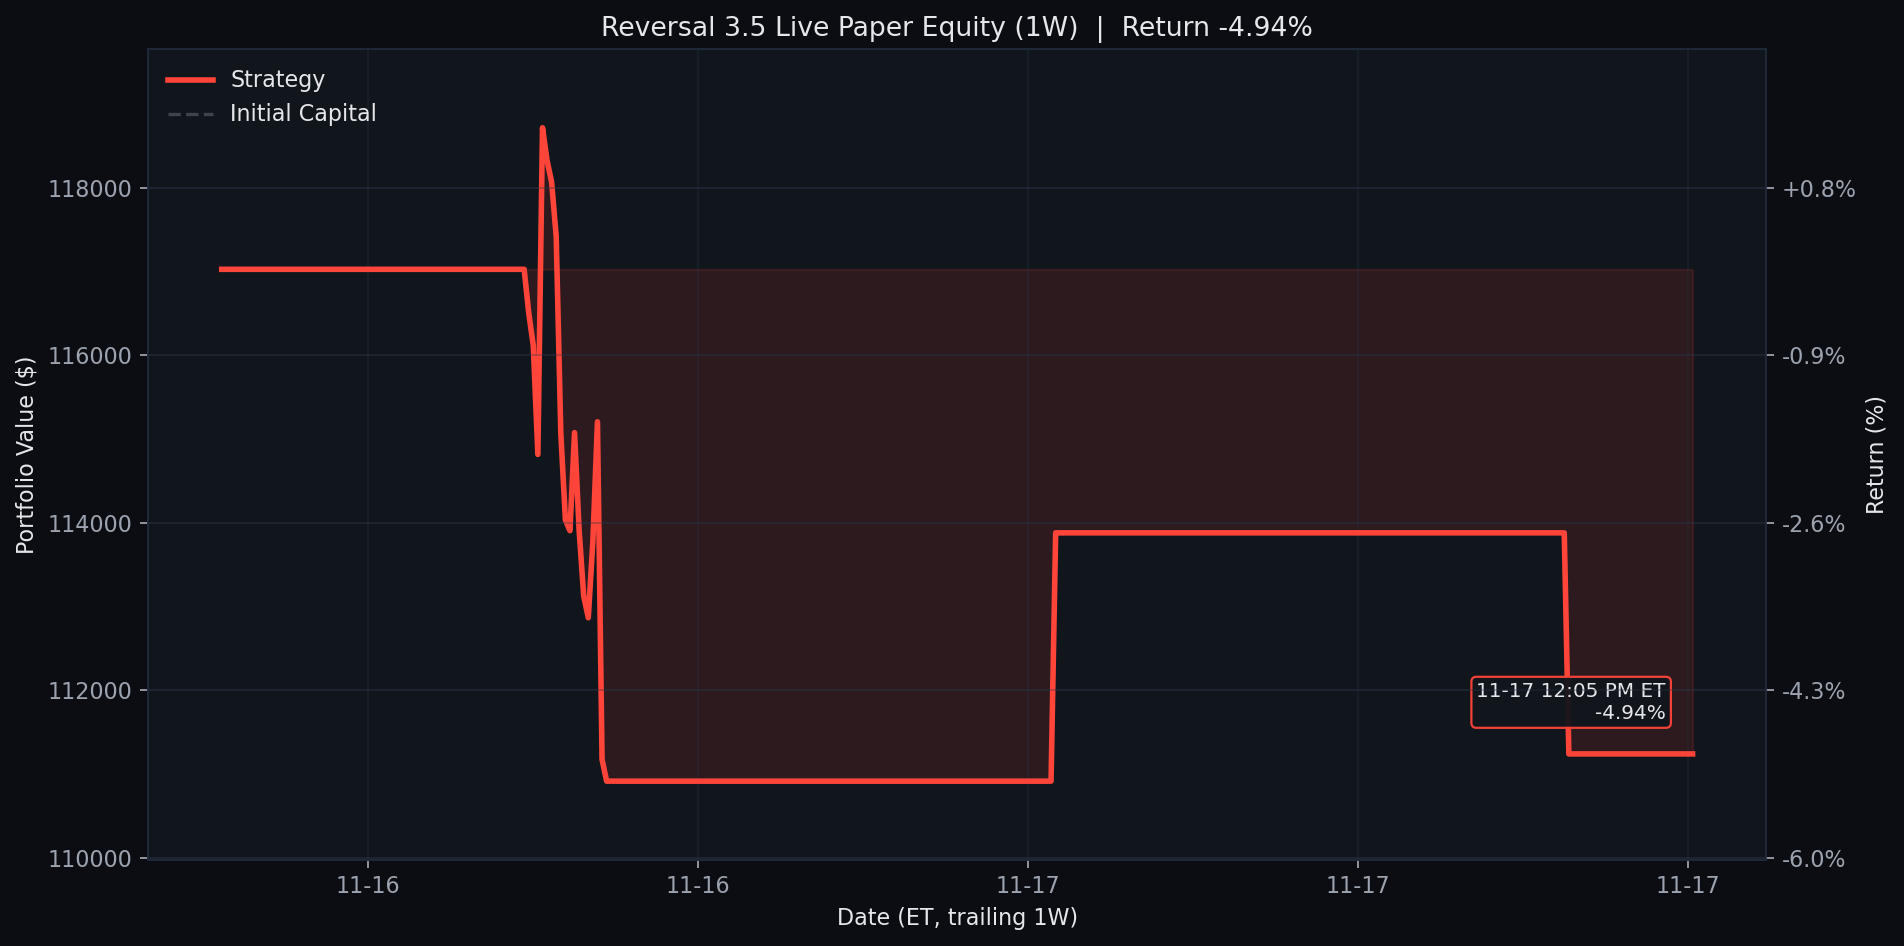 Reversal 3.5 Live Paper Equity (1W)  |  Return -4.94%
Strategy
Initial Capital
118000
116000
114000
112000
110000
Portfolio Value ($)
+0.8%
-0.9%
-2.6%
-4.3%
-6.0%
Return (%)
11-17 12:05 PM ET
-4.94%
11-16
11-16
11-17
11-17
11-17
Date (ET, trailing 1W)